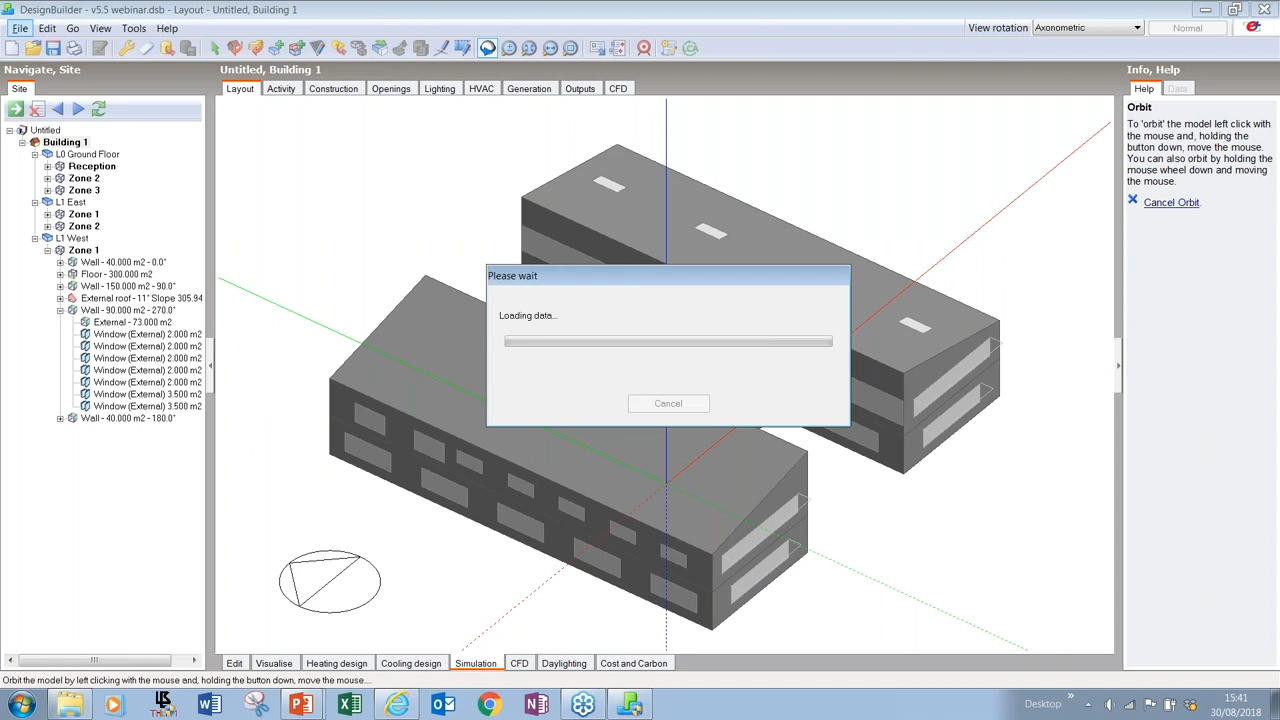 DesignBuilder - v5.5 webinar.dsb - Layout - Untitled, Building 1
File Edit Go View Tools Help
View rotation Axonometric Normal
Navigate, Site
Site
Untitled
Building 1
L0 Ground Floor
Reception
Zone 2
Zone 3
L1 East
Zone 1
Zone 2
L1 West
Zone 1
Wall - 40.000 m2 - 0.0°
Floor - 300.000 m2
Wall - 150.000 m2 - 90.0°
External roof - 11° Slope 305.94
Wall - 90.000 m2 - 270.0°
External - 73.000 m2
Window (External) 2.000 m2
Window (External) 2.000 m2
Window (External) 2.000 m2
Window (External) 2.000 m2
Window (External) 2.000 m2
Window (External) 3.500 m2
Window (External) 3.500 m2
Wall - 40.000 m2 - 180.0°
Untitled, Building 1
Layout Activity Construction Openings Lighting HVAC Generation Outputs CFD
Please wait
Loading data...
Cancel
Edit Visualise Heating design Cooling design Simulation CFD Daylighting Cost and Carbon
Info, Help
Help Data
Orbit
To 'orbit' the model left click
with the mouse and, holding the
button down, move the mouse.
You can also orbit by holding the
mouse wheel down and moving
the mouse.
Cancel Orbit.
Orbit the model by left clicking with the mouse and, holding the button down, move the mouse....
Desktop »
15:41
30/08/2018